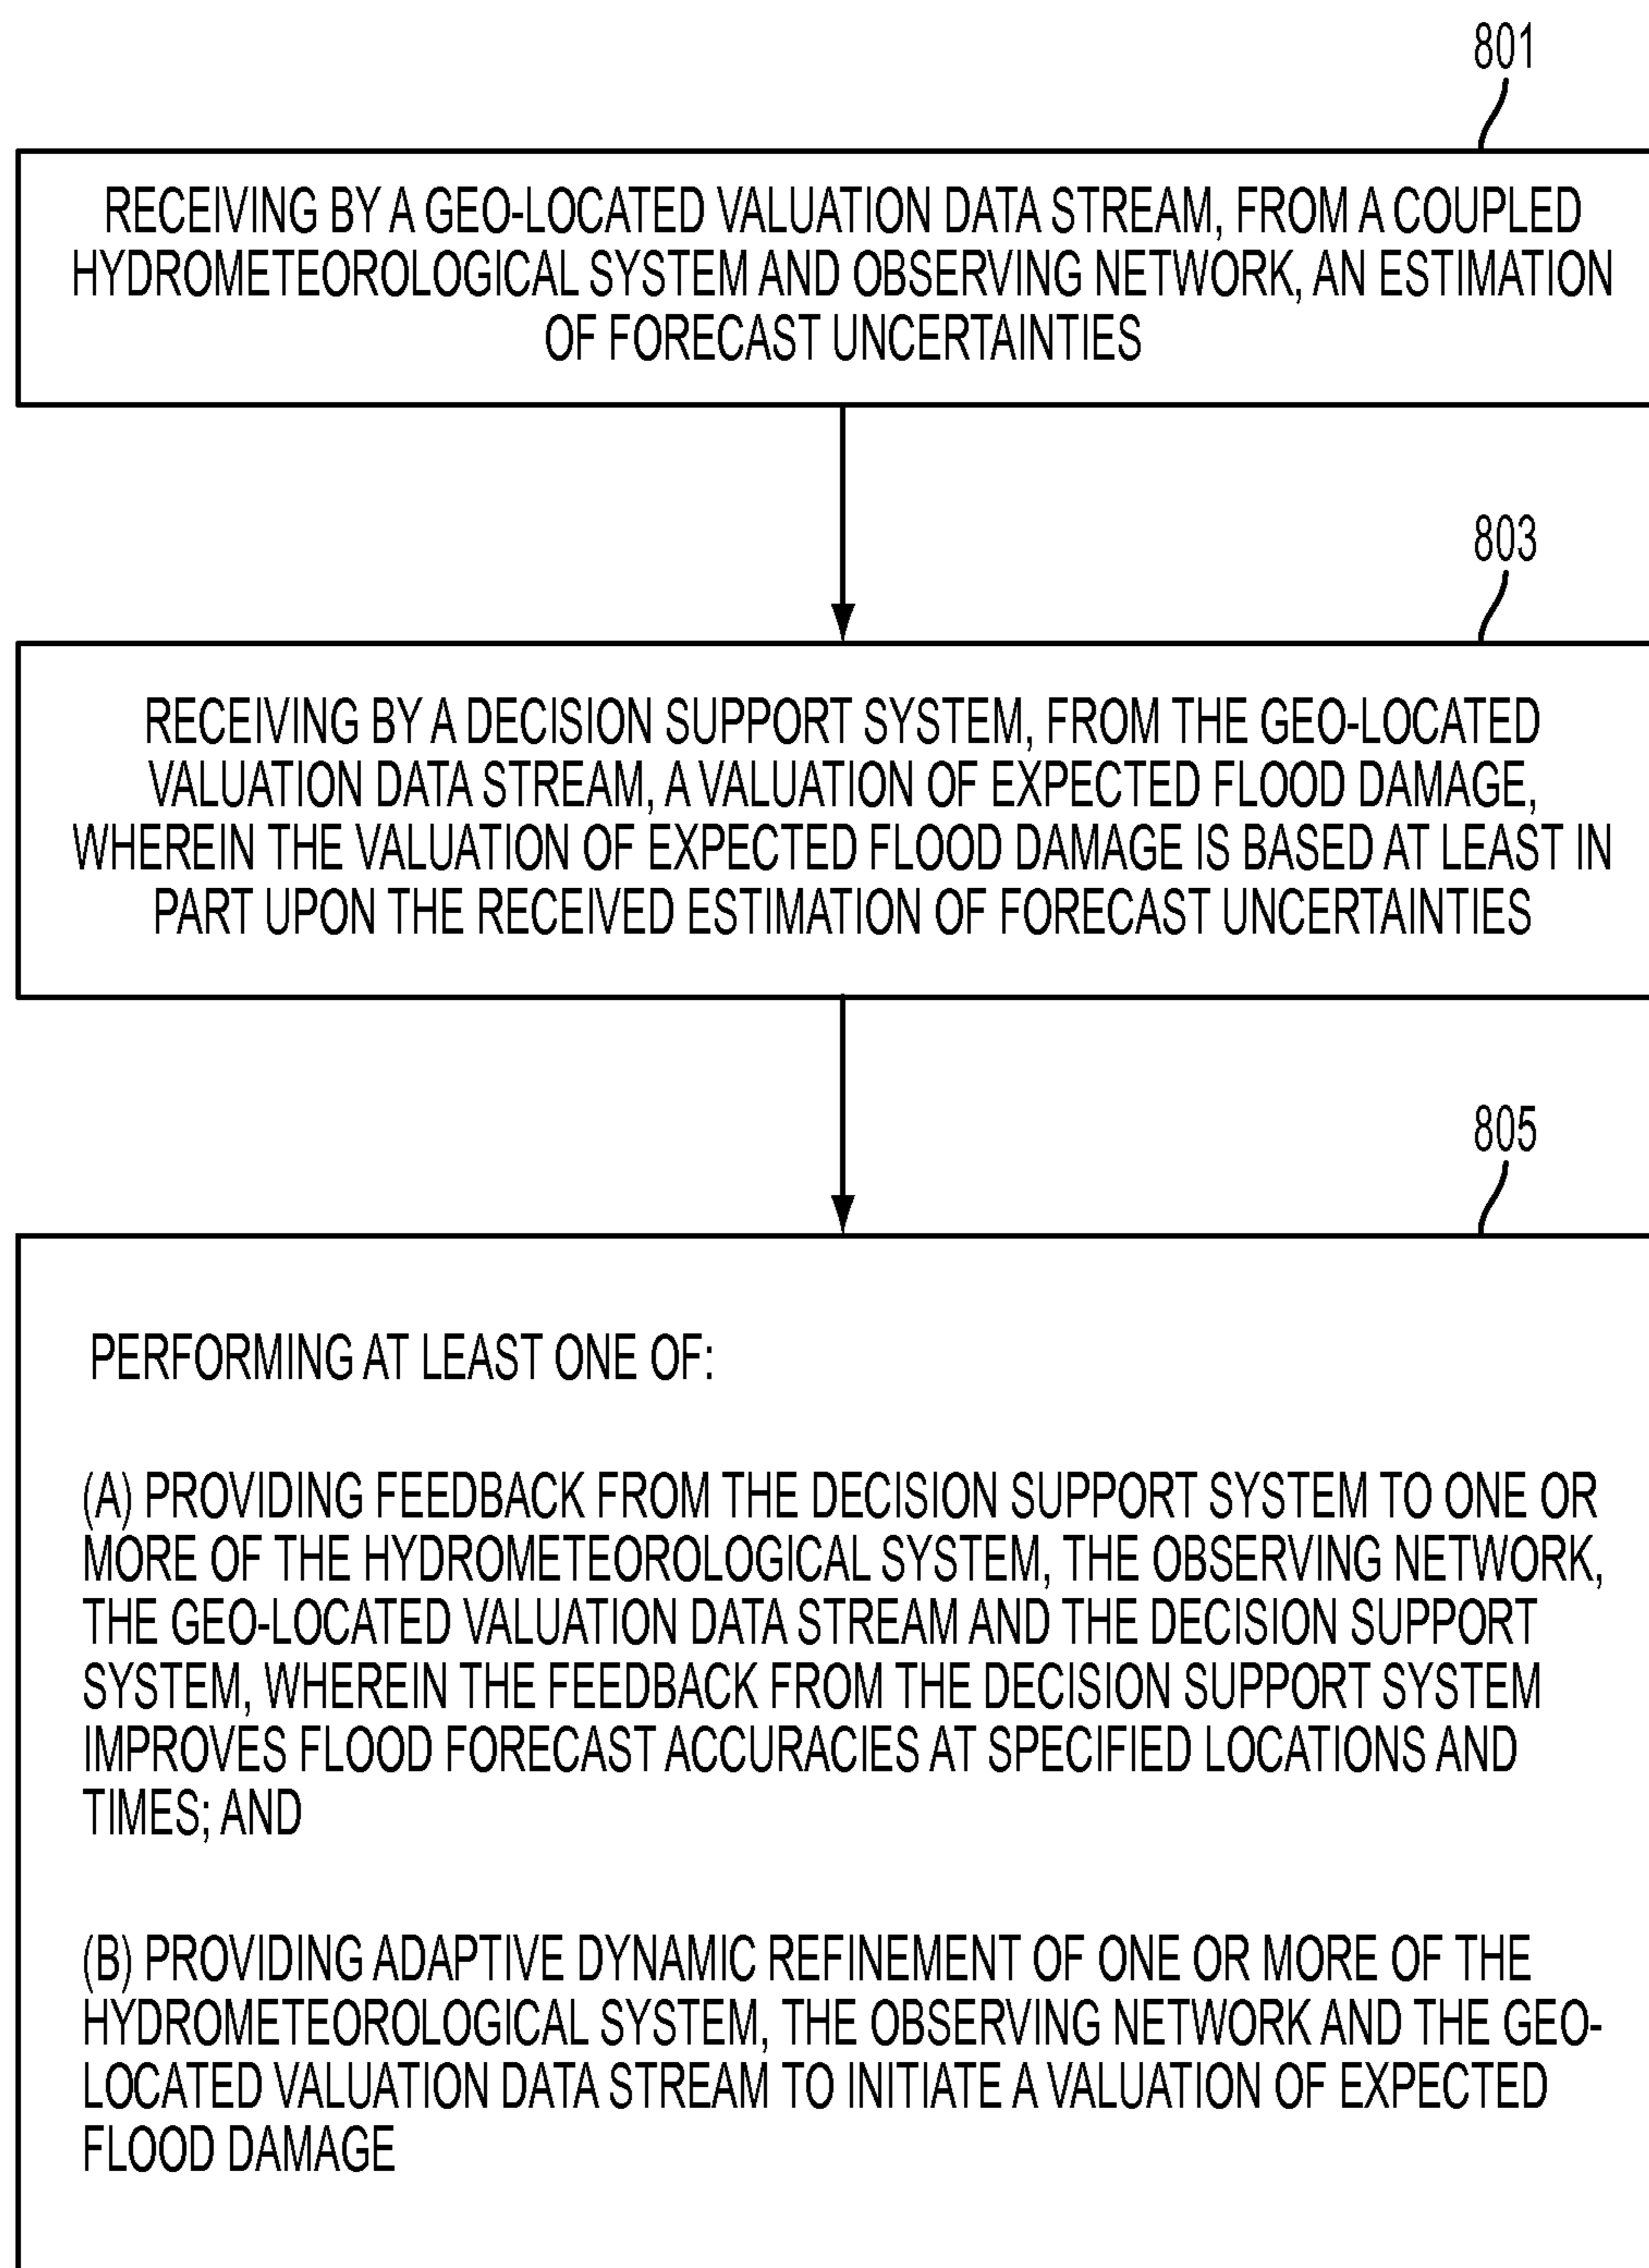 801
RECEIVING BY A GEO-LOCATED VALUATION DATA STREAM, FROM A COUPLED
HYDROMETEOROLOGICAL SYSTEM AND OBSERVING NETWORK, AN ESTIMATION
OF FORECAST UNCERTAINTIES
803
RECEIVING BY A DECISION SUPPORT SYSTEM, FROM THE GEO-LOCATED
VALUATION DATA STREAM, A VALUATION OF EXPECTED FLOOD DAMAGE,
WHEREIN THE VALUATION OF EXPECTED FLOOD DAMAGE IS BASED AT LEAST IN
PART UPON THE RECEIVED ESTIMATION OF FORECAST UNCERTAINTIES
805
PERFORMING AT LEAST ONE OF:
(A) PROVIDING FEEDBACK FROM THE DECISION SUPPORT SYSTEM TO ONE OR
MORE OF THE HYDROMETEOROLOGICAL SYSTEM, THE OBSERVING NETWORK,
THE GEO-LOCATED VALUATION DATA STREAM AND THE DECISION SUPPORT
SYSTEM, WHEREIN THE FEEDBACK FROM THE DECISION SUPPORT SYSTEM
IMPROVES FLOOD FORECAST ACCURACIES AT SPECIFIED LOCATIONS AND
TIMES; AND
(B) PROVIDING ADAPTIVE DYNAMIC REFINEMENT OF ONE OR MORE OF THE
HYDROMETEOROLOGICAL SYSTEM, THE OBSERVING NETWORK AND THE GEO-
LOCATED VALUATION DATA STREAM TO INITIATE A VALUATION OF EXPECTED
FLOOD DAMAGE